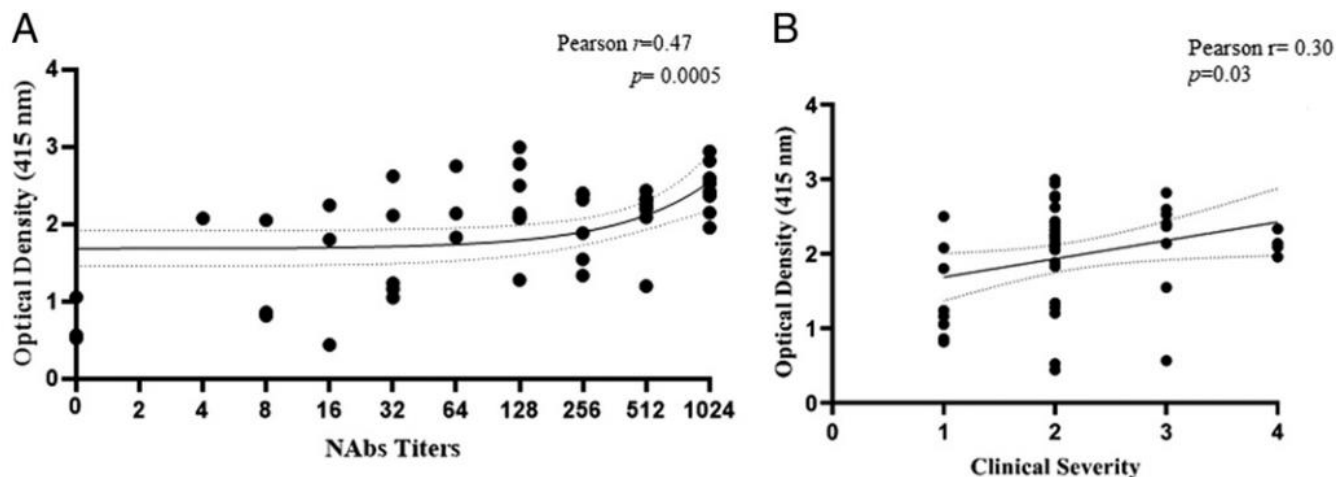 A
Pearson r=0.47
p= 0.0005
Optical Density (415 nm)
4
3
2
1
0
0 2 4 8 16 32 64 128 256 512 1024
NAbs Titers
B
Pearson r= 0.30
p=0.03
Optical Density (415 nm)
4
3
2
1
0
0 1 2 3 4
Clinical Severity